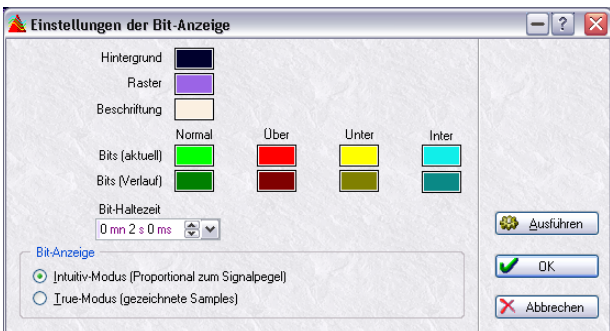 Einstellungen der Bit-Anzeige
Hintergrund
Raster
Beschriftung
Normal Über Unter Inter
Bits (aktuell)
Bits (Verlauf)
Bit-Haltezeit
0 mn 2 s 0 ms
Bit-Anzeige
Intuitiv-Modus (Proportional zum Signalpegel)
True-Modus (gezeichnete Samples)
Ausführen
OK
Abbrechen